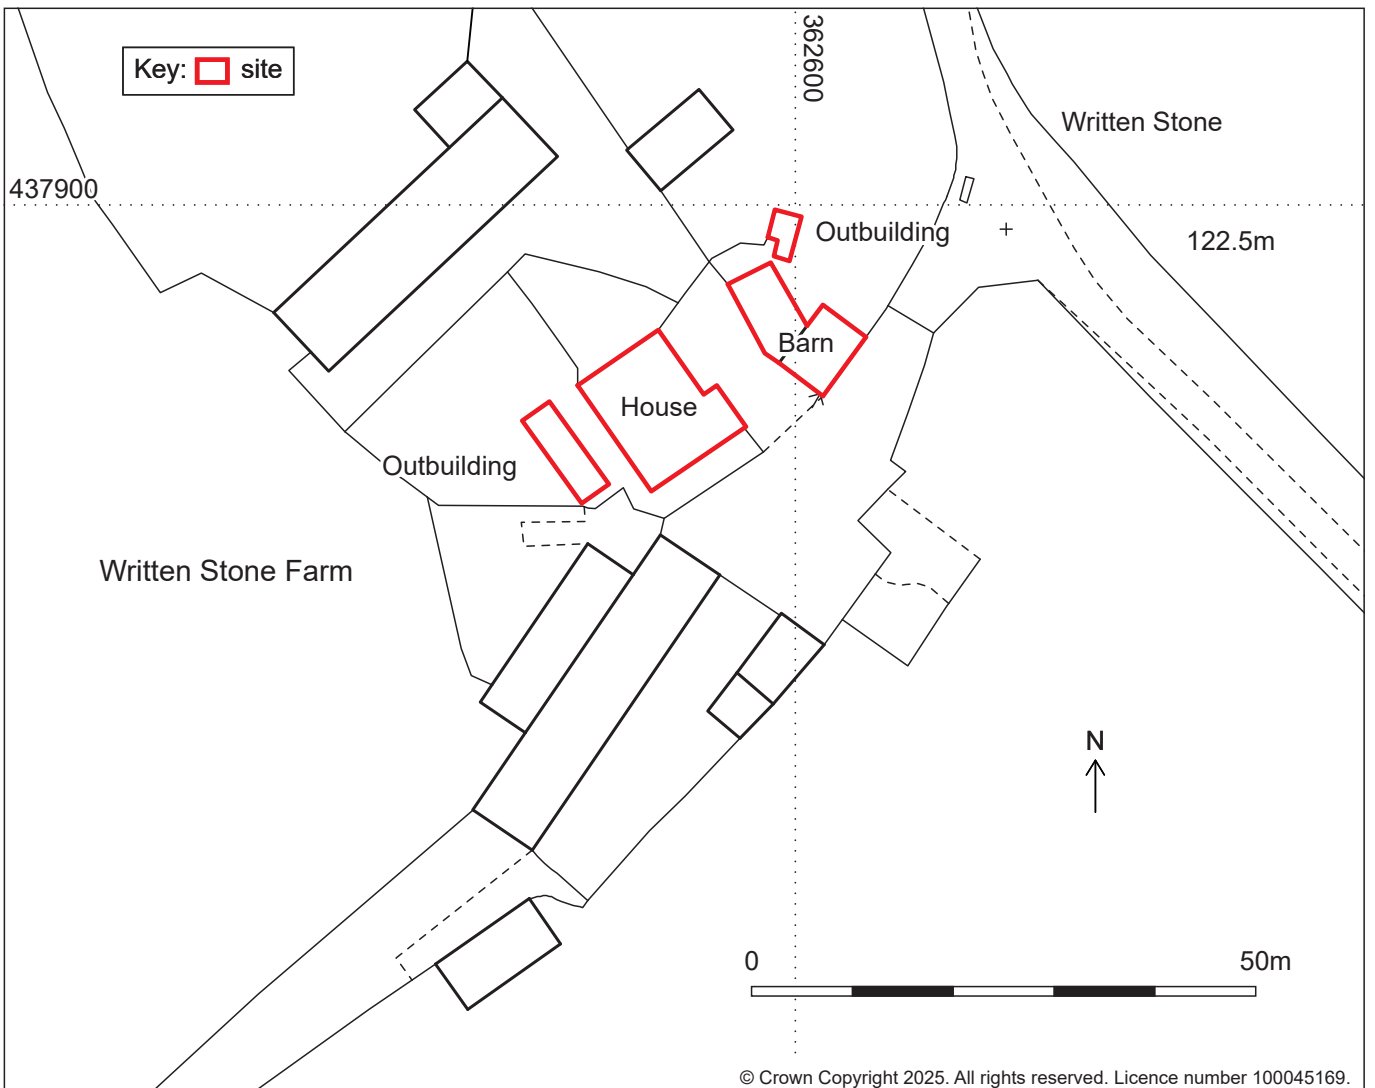 Key: site
362600
Written Stone
437900
Outbuilding
122.5m
Barn
House
Outbuilding
Written Stone Farm
N
0 50m
© Crown Copyright 2025. All rights reserved. Licence number 100045169.